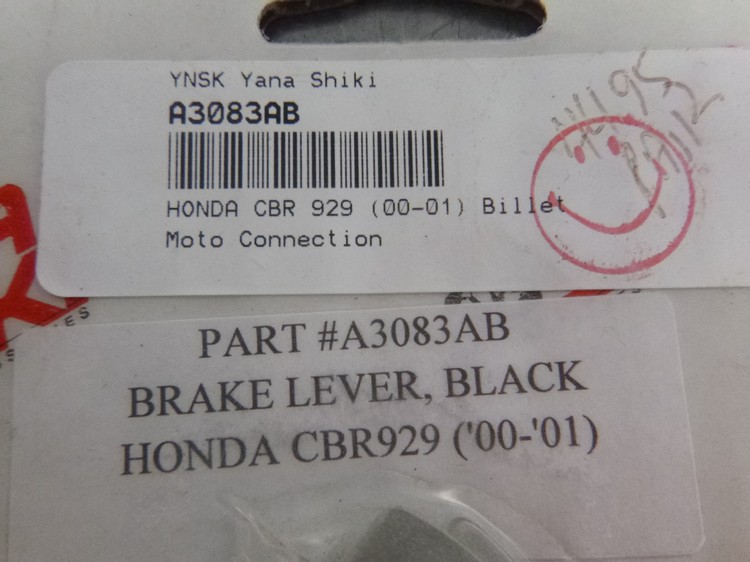 YNSK Yana Shiki
A3083AB
HONDA CBR 929 (00-01) Billet
Moto Connection
PART #A3083AB
BRAKE LEVER, BLACK
HONDA CBR929 ('00-'01)